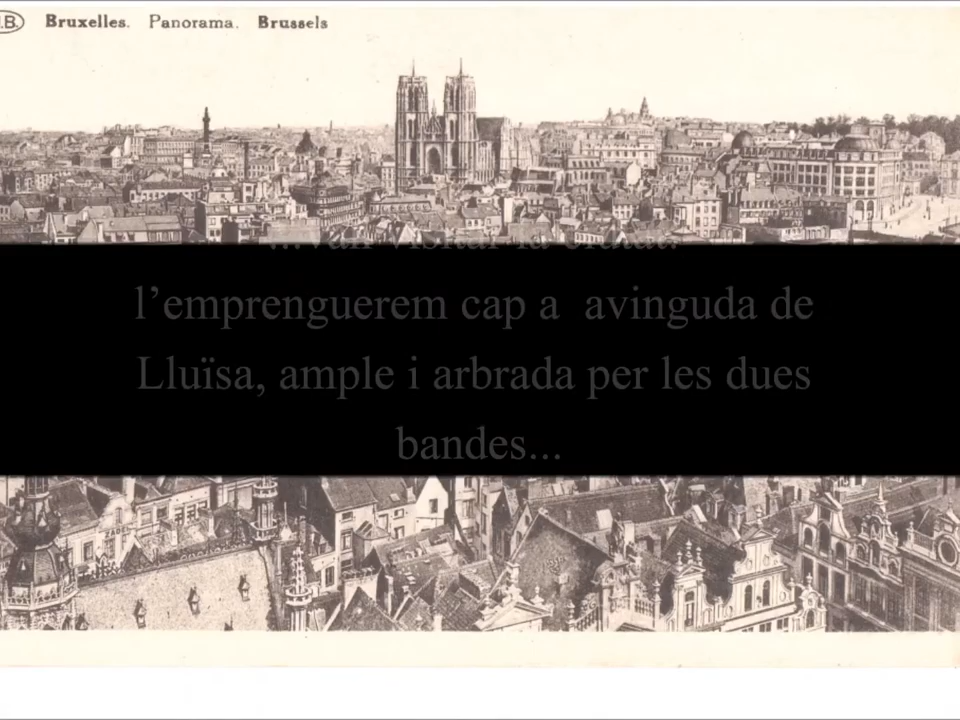 Bruxelles. Panorama. Brussels
l’emprenguerem cap a avinguda de
Lluïsa, ample i arbrada per les dues
bandes...